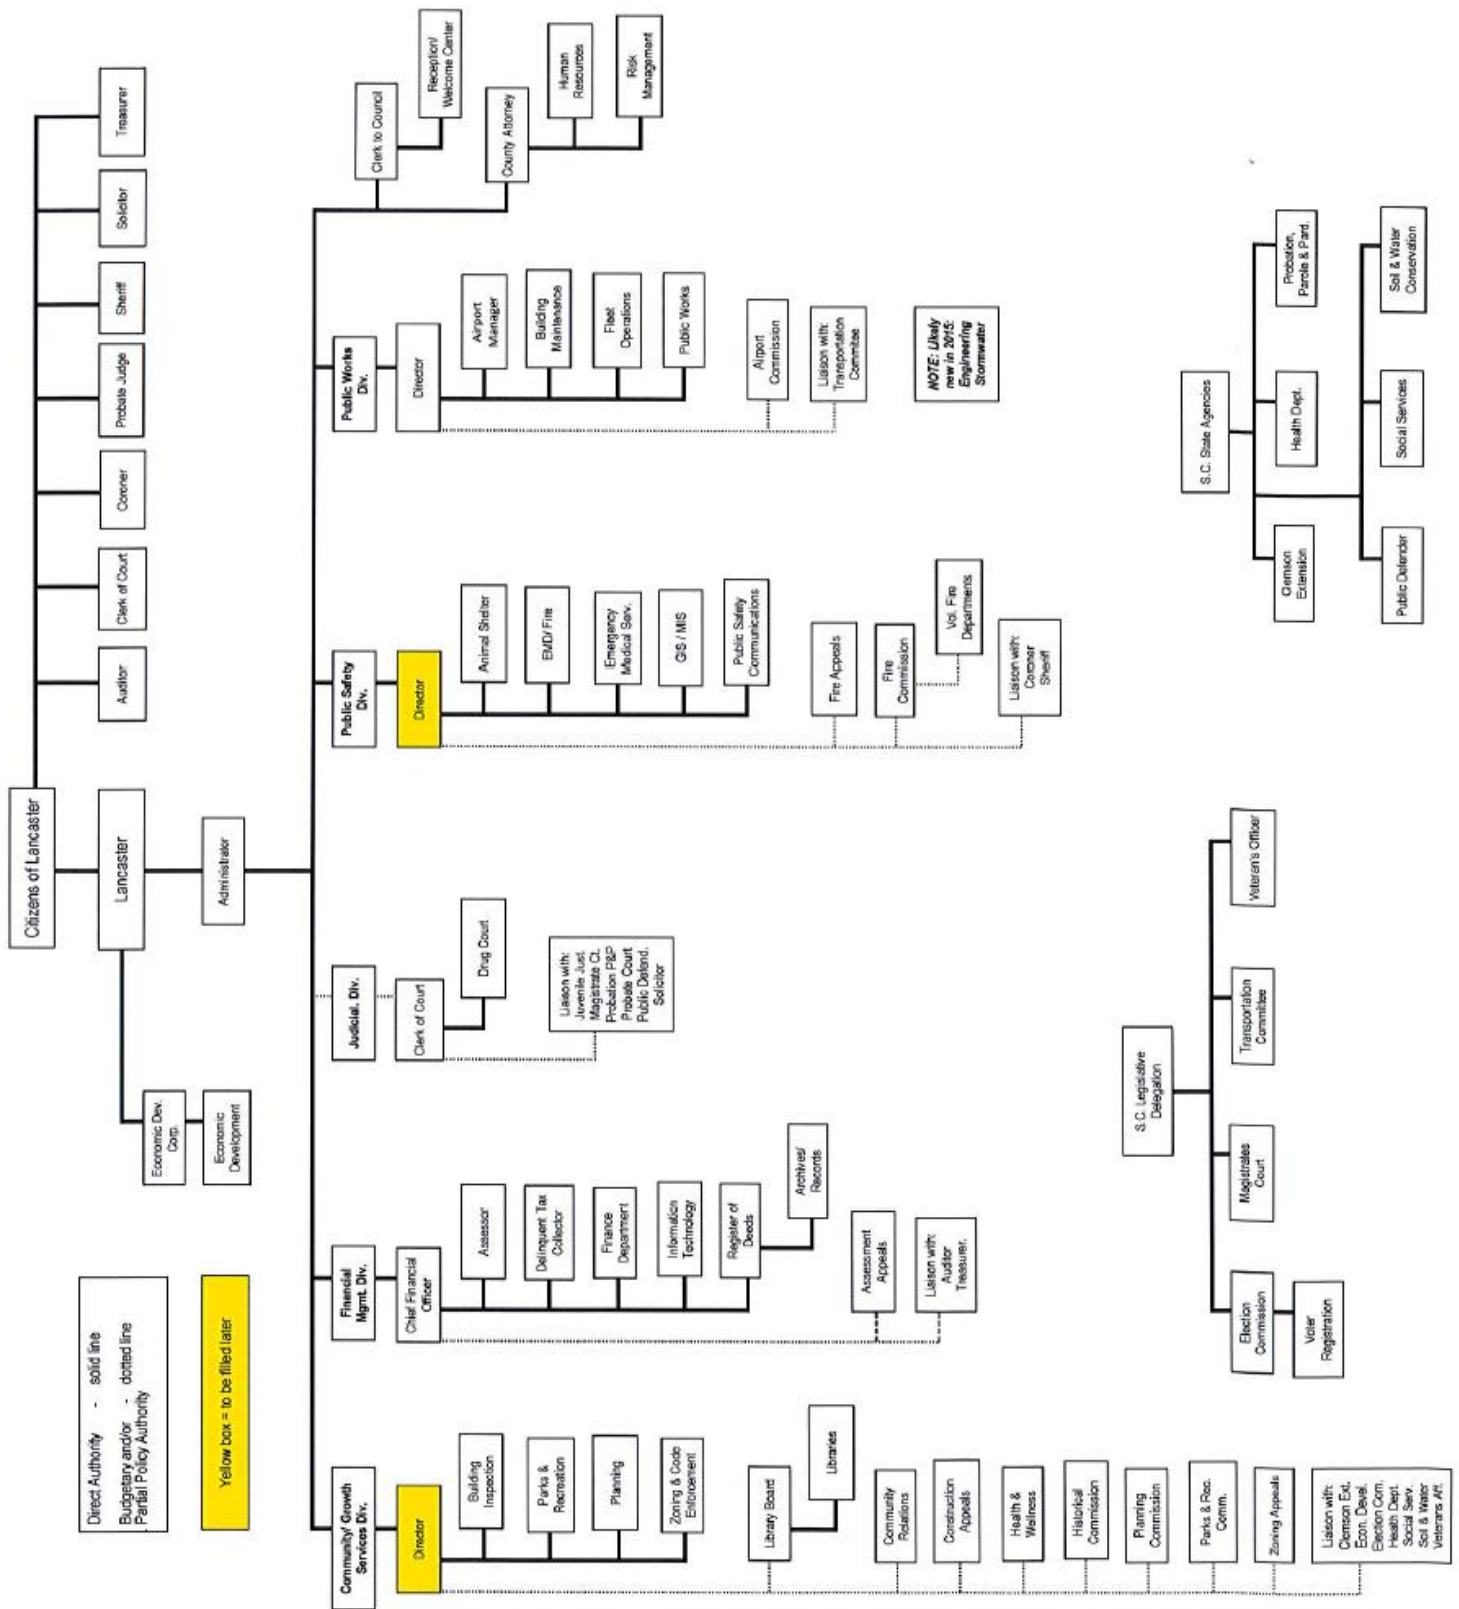 Citizens of Lancaster
Auditor
Clerk of Court
Coroner
Probate Judge
Sheriff
Solicitor
Treasurer
Lancaster
Economic Dev.
Corp.
Economic
Development
Administrator
Direct Authority - solid line
Budgetary and/or - dotted line
Partial Policy Authority
Yellow box = to be filled later
Community/ Growth
Services Div.
Director
Building
Inspection
Parks &
Recreation
Planning
Zoning & Code
Enforcement
Library Board
Libraries
Community
Relations
Construction
Appeals
Health &
Wellness
Historical
Commission
Planning
Commission
Parks & Rec.
Comm.
Zoning Appeals
Liaison with:
Clemson Ext.
Econ. Devel.
Election Com.
Health Dept.
Social Serv.
Soil & Water
Veterans Aff.
Financial
Mgmt. Div.
Chief Financial
Officer
Assessor
Delinquent Tax
Collector
Finance
Department
Information
Technology
Register of
Deeds
Archives/
Records
Assessment
Appeals
Liaison with:
Auditor
Treasurer.
Judicial. Div.
Clerk of Court
Drug Court
Liaison with:
Juvenile Just.
Magistrate Ct.
Probation P&P
Probate Court
Public Defend.
Solicitor
Public Safety
Div.
Director
Animal Shelter
EMD/ Fire
Emergency
Medical Serv.
GIS / MIS
Public Safety
Communications
Fire Appeals
Fire
Commission
Vol. Fire
Departments
Liaison with:
Coroner
Sheriff
Public Works
Div.
Director
Airport
Manager
Building
Maintenance
Fleet
Operations
Public Works
Airport
Commission
Liaison with:
Transportation
Commitee
NOTE: Likely
new in 2015:
Engineering
Stormwater
Clerk to Council
Reception/
Welcome Center
County Attorney
Human
Resources
Risk
Management
S.C. Legislative
Delegation
Election
Commission
Voter
Registration
Magistrates
Court
Transportation
Committee
Veteran's Officer
S.C. State Agencies
Clemson
Extension
Health Dept.
Probation,
Parole & Pard.
Public Defender
Social Services
Soil & Water
Conservation